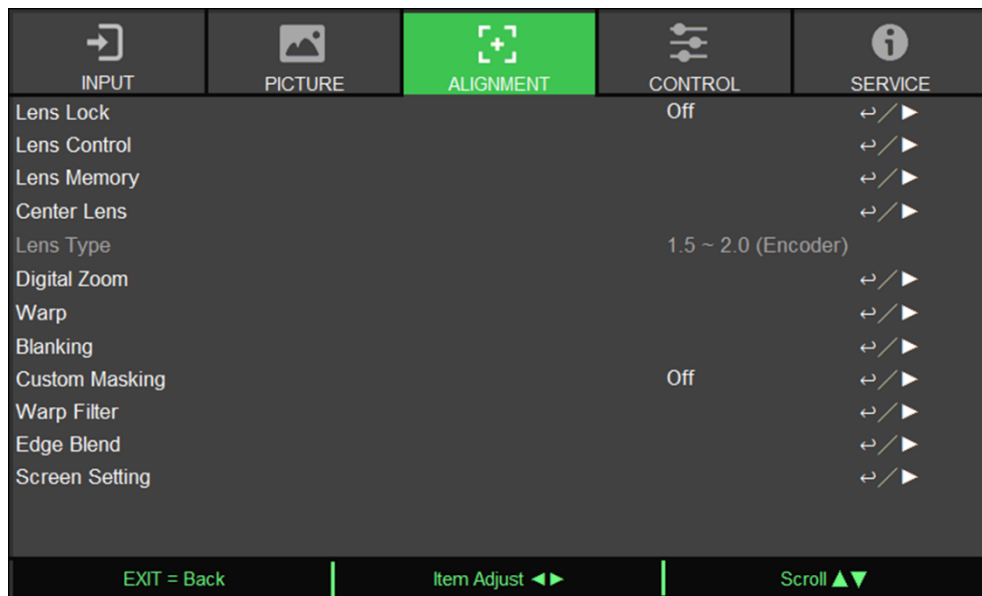 INPUT PICTURE ALIGNMENT CONTROL SERVICE
Lens Lock Off
Lens Control
Lens Memory
Center Lens
Lens Type 1.5 ~ 2.0 (Encoder)
Digital Zoom
Warp
Blanking
Custom Masking Off
Warp Filter
Edge Blend
Screen Setting
EXIT = Back Item Adjust ◄► Scroll ▲▼